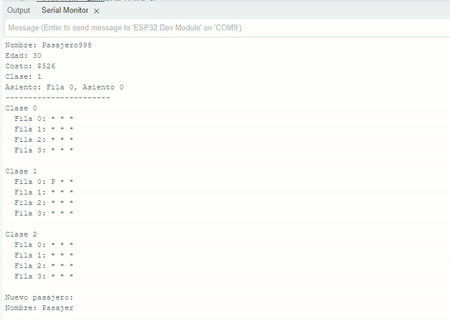 Output Serial Monitor ×
Message (Enter to send message to 'ESP32 Dev Module' on 'COM9')
Nombre: Pasajero998
Edad: 30
Costo: $526
Clase: 1
Asiento: Fila 0, Asiento 0
-----------------------
Clase 0
  Fila 0: * * *
  Fila 1: * * *
  Fila 2: * * *
  Fila 3: * * *

Clase 1
  Fila 0: P * *
  Fila 1: * * *
  Fila 2: * * *
  Fila 3: * * *

Clase 2
  Fila 0: * * *
  Fila 1: * * *
  Fila 2: * * *
  Fila 3: * * *

Nuevo pasajero:
Nombre: Pasajer